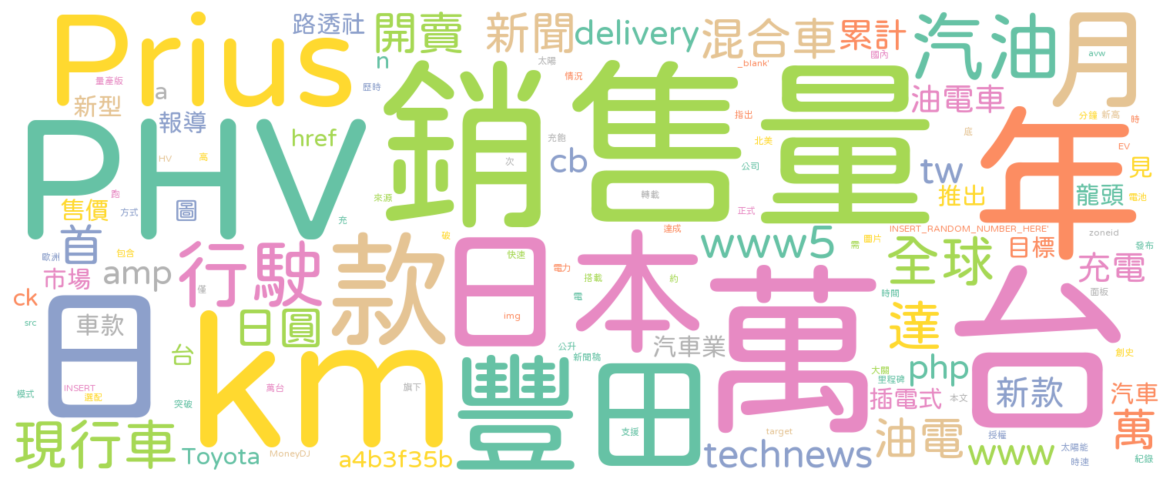 路透社
開賣
新聞
delivery
混合車
累計
汽油
月
Prius
n
太曜
國內
avw
量產版
a
新型
歷時
情況
_blank'
油電車
分鐘
新高
時
報導
PHV
href
銷售量
年
指出
充飽
北美
底
EV
HV
高
次
cb
公司
tw
見
推出
龍頭
電池
跑
售價
方式
圖
來源
轉載
正式
充
首
www5
INSERT_RANDOM_NUMBER_HERE'
zoneid
歐洲
包含
硫
達成
需
圖片
目標
發布
市場
amp
行駛
款
日本
快速
全球
充電
電力
搭載
約
ck
僅
電
時間
面板
日
車款
日圓
img
萬
達
台
src
台
公升
新聞稿
汽車業
創史
km
豐田
大關
里程碑
php
新款
模式
INSERT
選配
萬台
旗下
插電式
本文
汽車
突破
支援
萬
現行車
Toyota
MoneyDJ
a4b3f35b
technews
target
油電
www
授權
太陽能
時速
紀錄